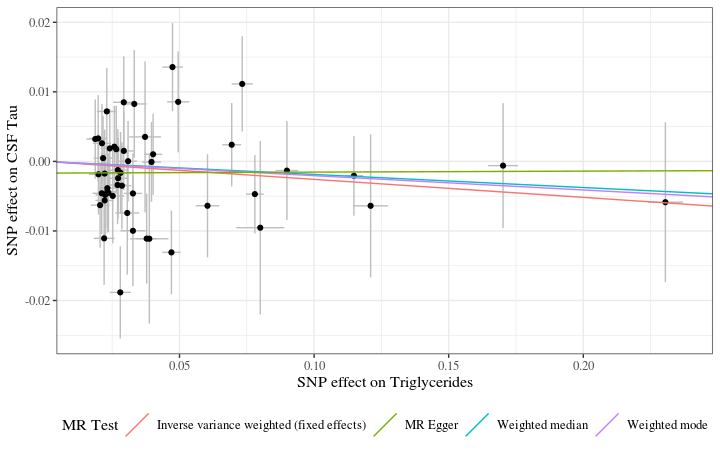 0.02
0.01
0.00
-0.01
-0.02
SNP effect on CSF Tau
0.05 0.10 0.15 0.20
SNP effect on Triglycerides
MR Test Inverse variance weighted (fixed effects) MR Egger Weighted median Weighted mode